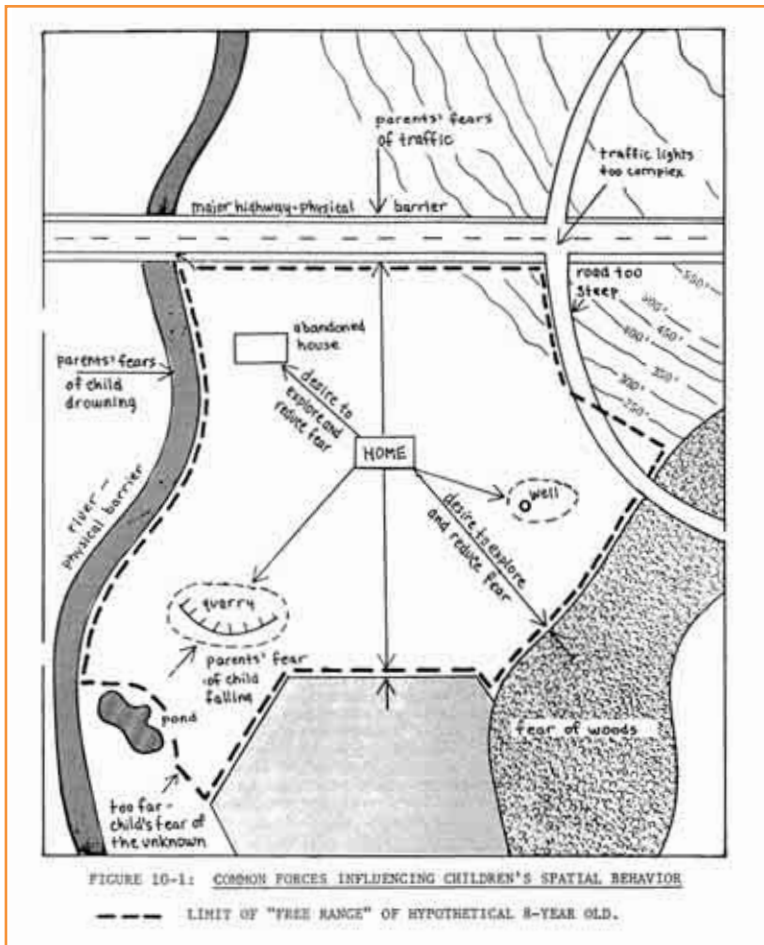 parents' fears
of traffic
traffic lights
too complex
major highway-physical barrier
road too
steep
550'
500'
450'
400'
350'
300'
250'
abandoned
house
parents' fears
of child
drowning
desire to
explore and
reduce fear
HOME
well
desire to explore
and reduce fear
river -
physical barrier
quarry
parents' fear
of child
falling
pond
fear of woods
too far -
child's fear of
the unknown
FIGURE 10-1: COMMON FORCES INFLUENCING CHILDREN'S SPATIAL BEHAVIOR
LIMIT OF "FREE RANGE" OF HYPOTHETICAL 8-YEAR OLD.